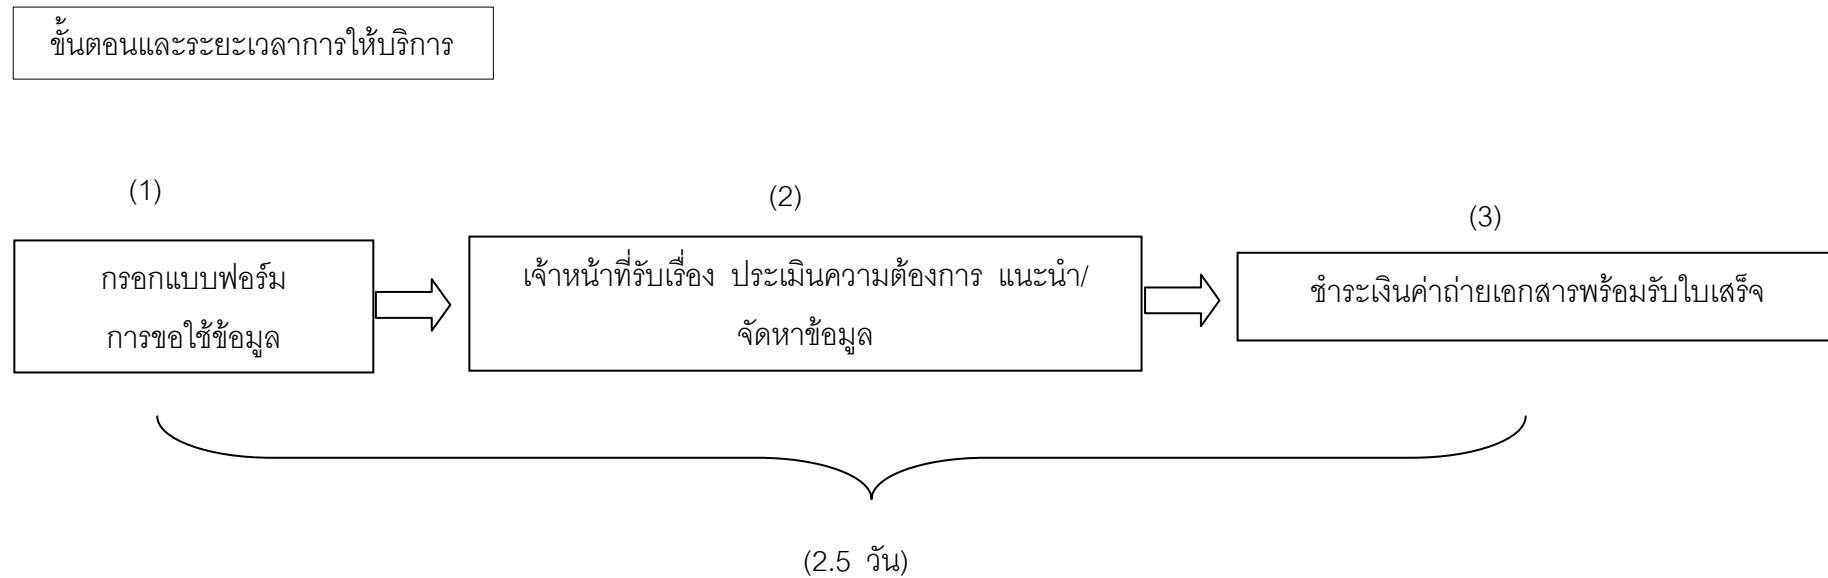 ขั้นตอนและระยะเวลาการให้บริการ
(1)
กรอกแบบฟอร์ม
การขอใช้ข้อมูล
(2)
เจ้าหน้าที่รับเรื่อง ประเมินความต้องการ แนะนำ/
จัดหาข้อมูล
(3)
ชำระเงินค่าถ่ายเอกสารพร้อมรับใบเสร็จ
(2.5 วัน)